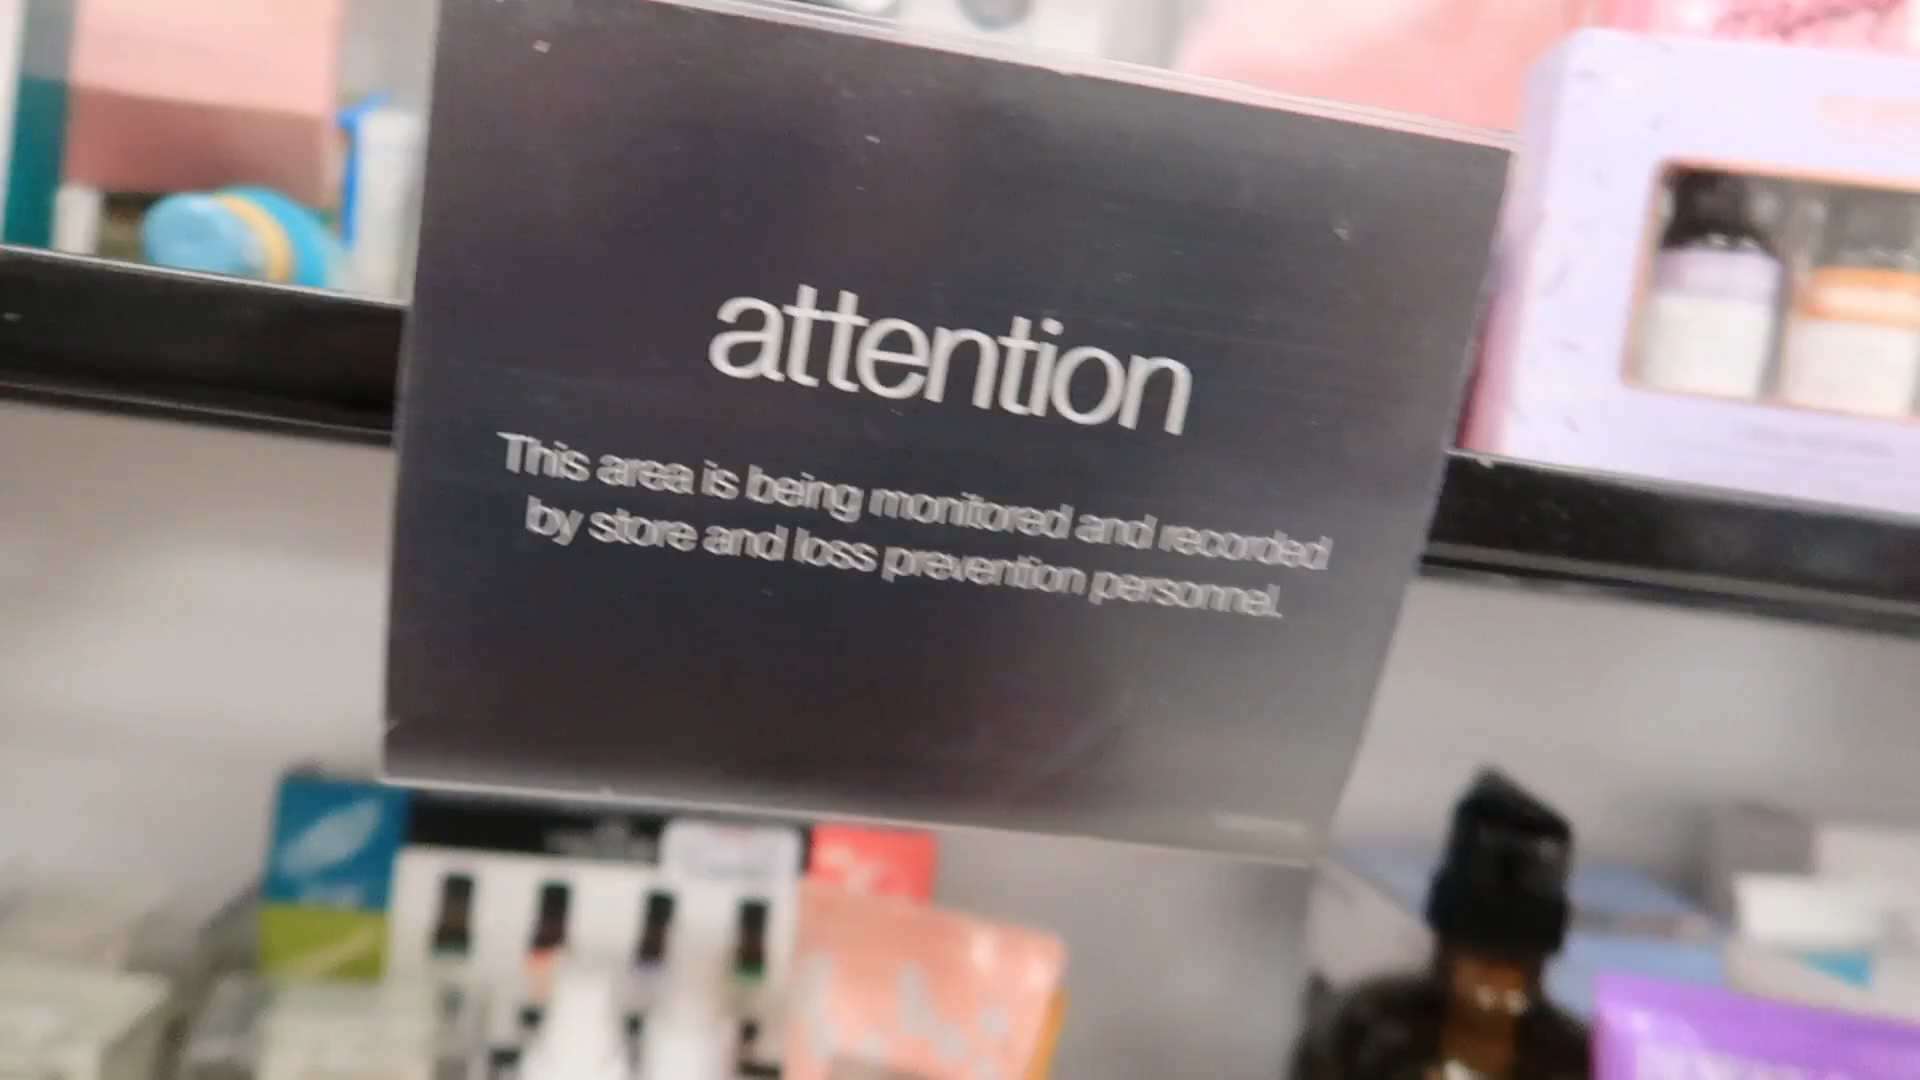 attention
This area is being monitored and recorded
by store and loss prevention personnel.